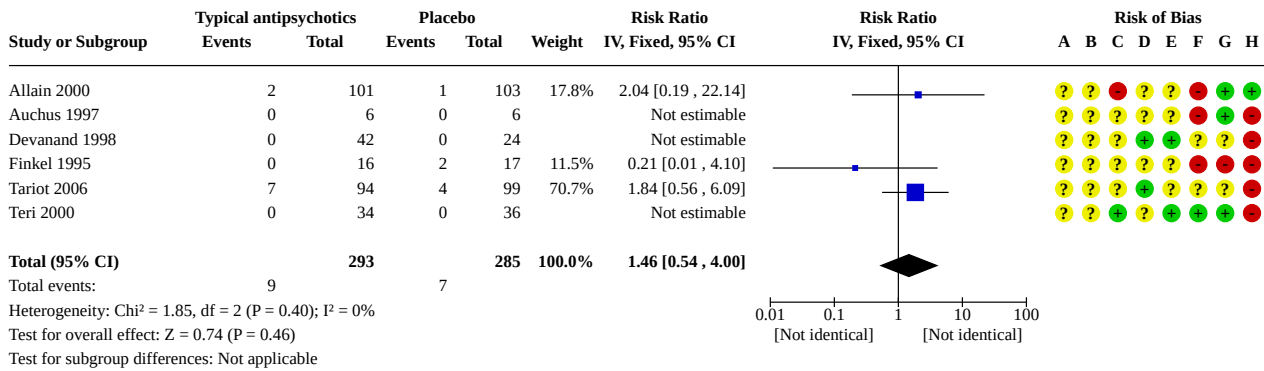 Typical antipsychotics Placebo Risk Ratio Risk Ratio Risk of Bias
Study or Subgroup Events Total Events Total Weight IV, Fixed, 95% CI IV, Fixed, 95% CI A B C D E F G H
Allain 2000 2 101 1 103 17.8% 2.04 [0.19 , 22.14] ? ? - ? ? - + +
Auchus 1997 0 6 0 6 Not estimable ? ? ? ? ? - + -
Devanand 1998 0 42 0 24 Not estimable ? ? ? + + ? ? -
Finkel 1995 0 16 2 17 11.5% 0.21 [0.01 , 4.10] ? ? ? ? ? - - -
Tariot 2006 7 94 4 99 70.7% 1.84 [0.56 , 6.09] ? ? ? + ? ? ? -
Teri 2000 0 34 0 36 Not estimable ? ? + ? + + + -
Total (95% CI) 293 285 100.0% 1.46 [0.54 , 4.00]
Total events: 9 7
Heterogeneity: Chi² = 1.85, df = 2 (P = 0.40); I² = 0%
0.01 0.1 1 10 100
Test for overall effect: Z = 0.74 (P = 0.46)
[Not identical] [Not identical]
Test for subgroup differences: Not applicable